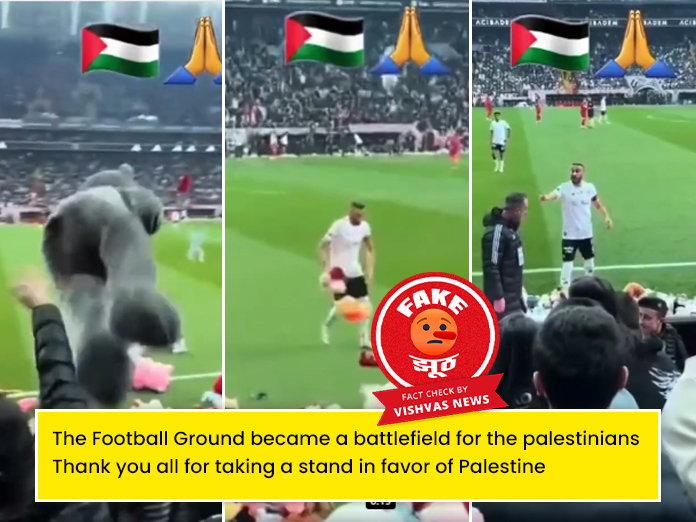 ACIBADEM
FAKE
झूठ
FACT CHECK BY
VISHVAS NEWS
The Football Ground became a battlefield for the palestinians
Thank you all for taking a stand in favor of Palestine